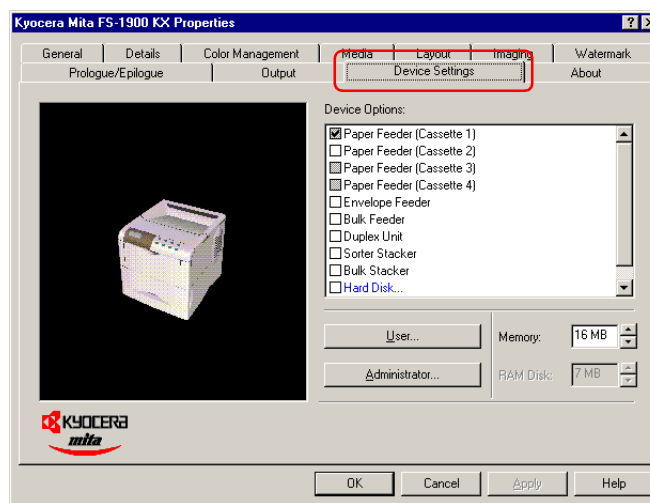 Kyocera Mita FS-1900 KX Properties
General Details Color Management Media Layout Imaging Watermark
Prologue/Epilogue Output Device Settings About
Device Options:
Paper Feeder (Cassette 1)
Paper Feeder (Cassette 2)
Paper Feeder (Cassette 3)
Paper Feeder (Cassette 4)
Envelope Feeder
Bulk Feeder
Duplex Unit
Sorter Stacker
Bulk Stacker
Hard Disk...
User... Memory: 16 MB
Administrator... RAM Disk: 7 MB
KYOCERA
mita
OK Cancel Apply Help